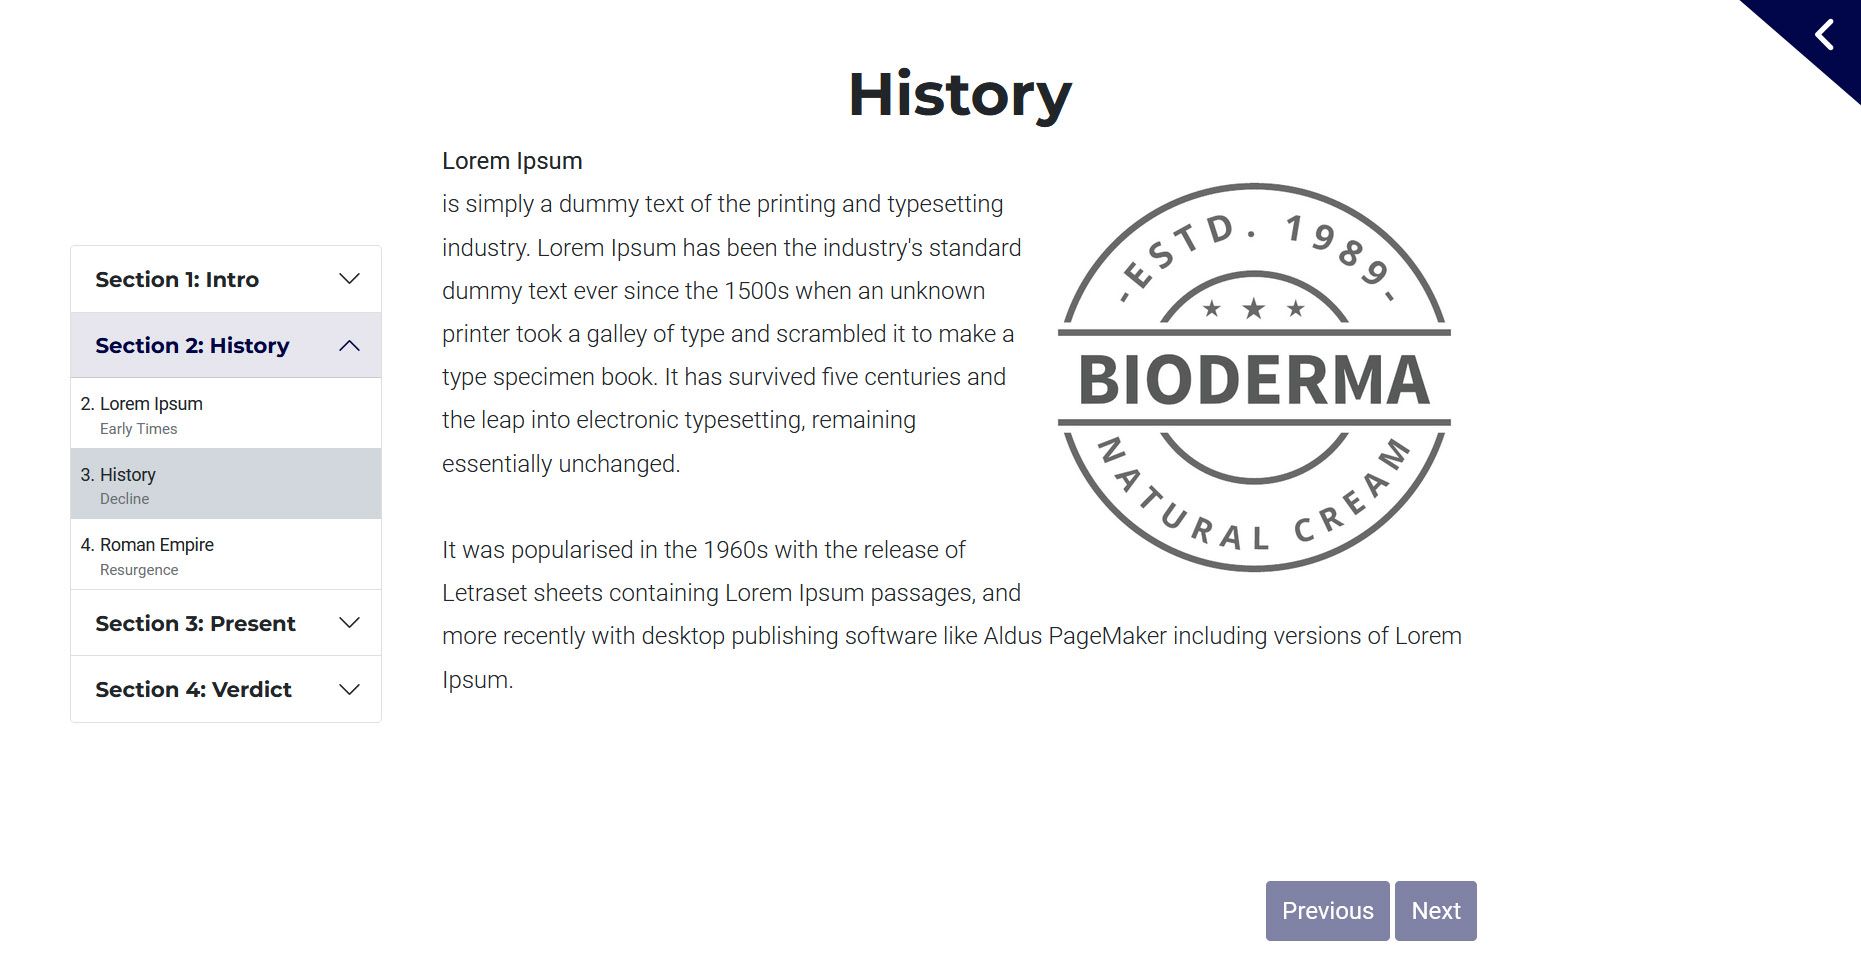 History
Section 1: Intro
Section 2: History
2. Lorem Ipsum
Early Times
3. History
Decline
4. Roman Empire
Resurgence
Section 3: Present
Section 4: Verdict
Lorem Ipsum
is simply a dummy text of the printing and typesetting
industry. Lorem Ipsum has been the industry's standard
dummy text ever since the 1500s when an unknown
printer took a galley of type and scrambled it to make a
type specimen book. It has survived five centuries and
the leap into electronic typesetting, remaining
essentially unchanged.
It was popularised in the 1960s with the release of
Letraset sheets containing Lorem Ipsum passages, and
more recently with desktop publishing software like Aldus PageMaker including versions of Lorem
Ipsum.
-ESTD. 1989-
BIODERMA
NATURAL CREAM
Previous
Next